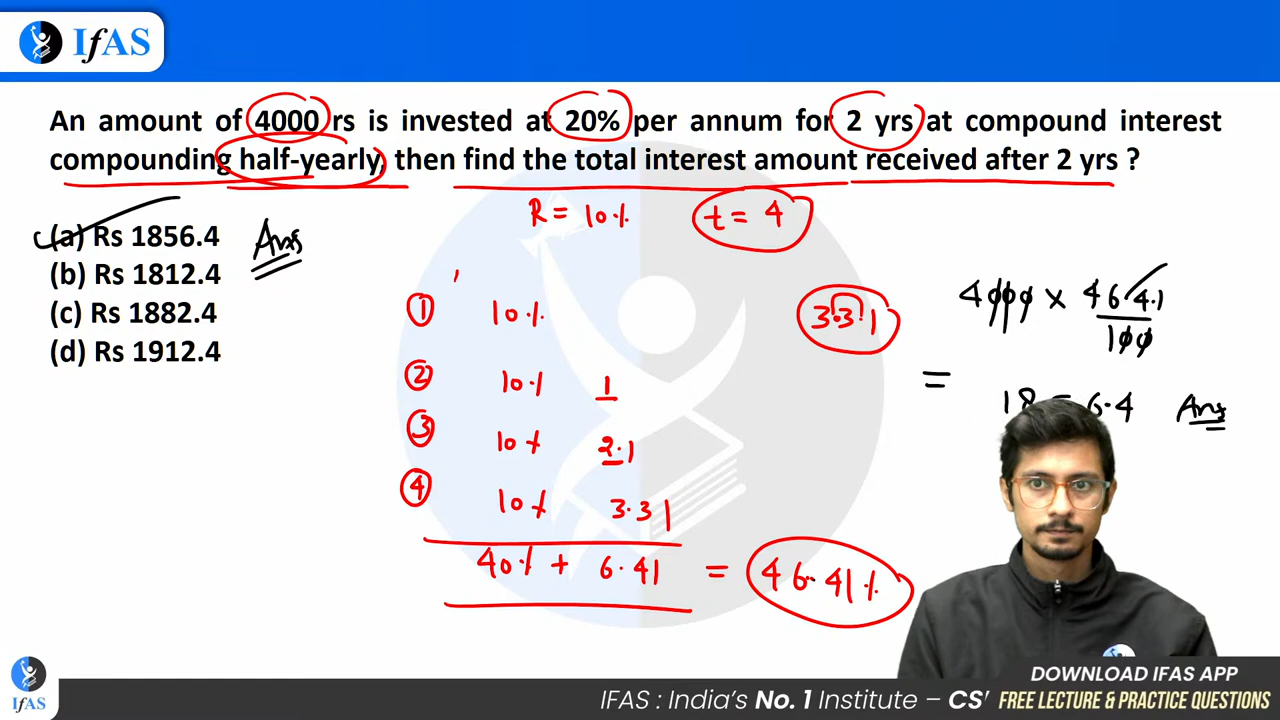 IfAS
An amount of 4000 rs is invested at 20% per annum for 2 yrs at compound interest
compounding half-yearly, then find the total interest amount received after 2 yrs ?
R = 10% t = 4
(a) Rs 1856.4 Ans
(b) Rs 1812.4
(c) Rs 1882.4
(d) Rs 1912.4
① 10%
3.31
4000 × 46 4.1
100
② 10% 1
=
6.4 Ans
③ 10% 2.1
④ 10% 3.31
40% + 6.41 = 46.41%
IfAS
DOWNLOAD IFAS APP
IFAS : India's No. 1 Institute – CS'
FREE LECTURE & PRACTICE QUESTIONS